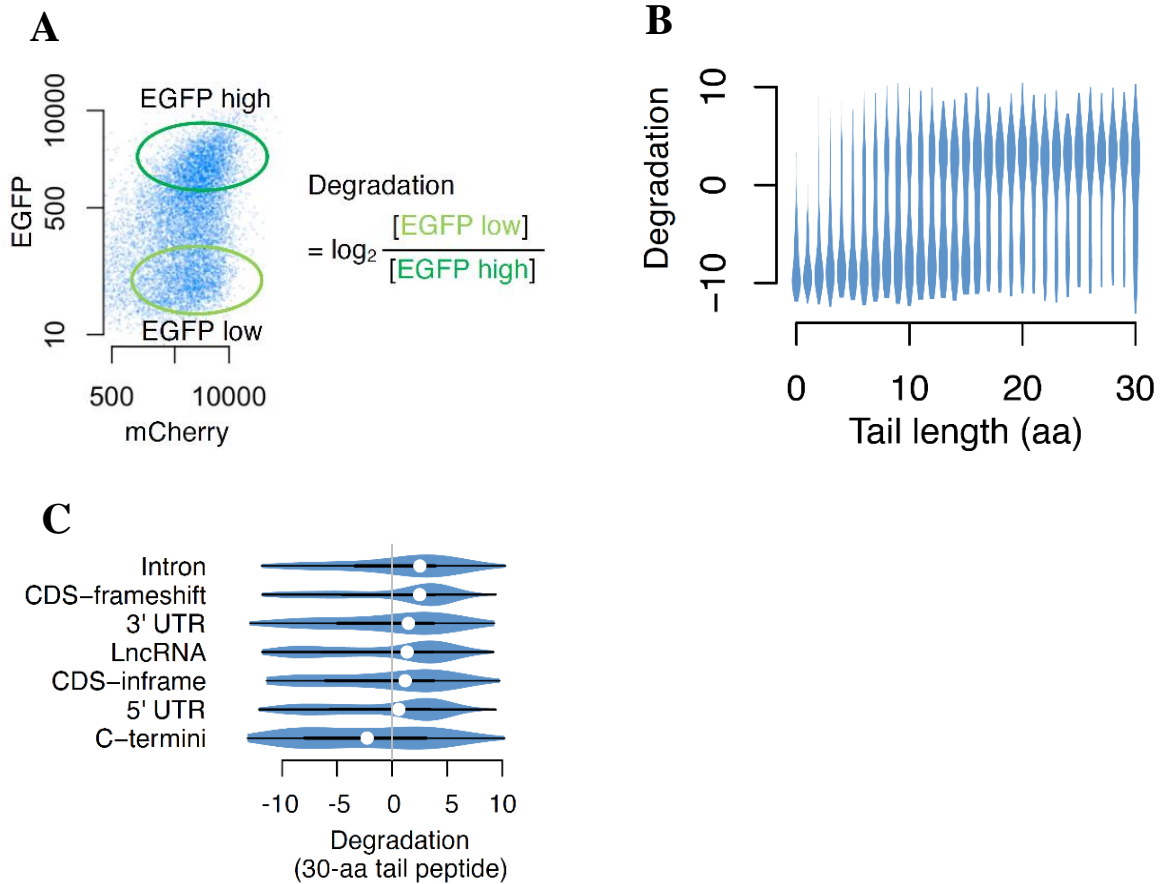 A
EGFP high
10000
500
10
EGFP
EGFP low
500 10000
mCherry
Degradation
= log2 [EGFP low]
[EGFP high]
B
Degradation
10
0
−10
0 10 20 30
Tail length (aa)
C
Intron
CDS−frameshift
3' UTR
LncRNA
CDS−inframe
5' UTR
C−termini
-10 -5 0 5 10
Degradation
(30-aa tail peptide)